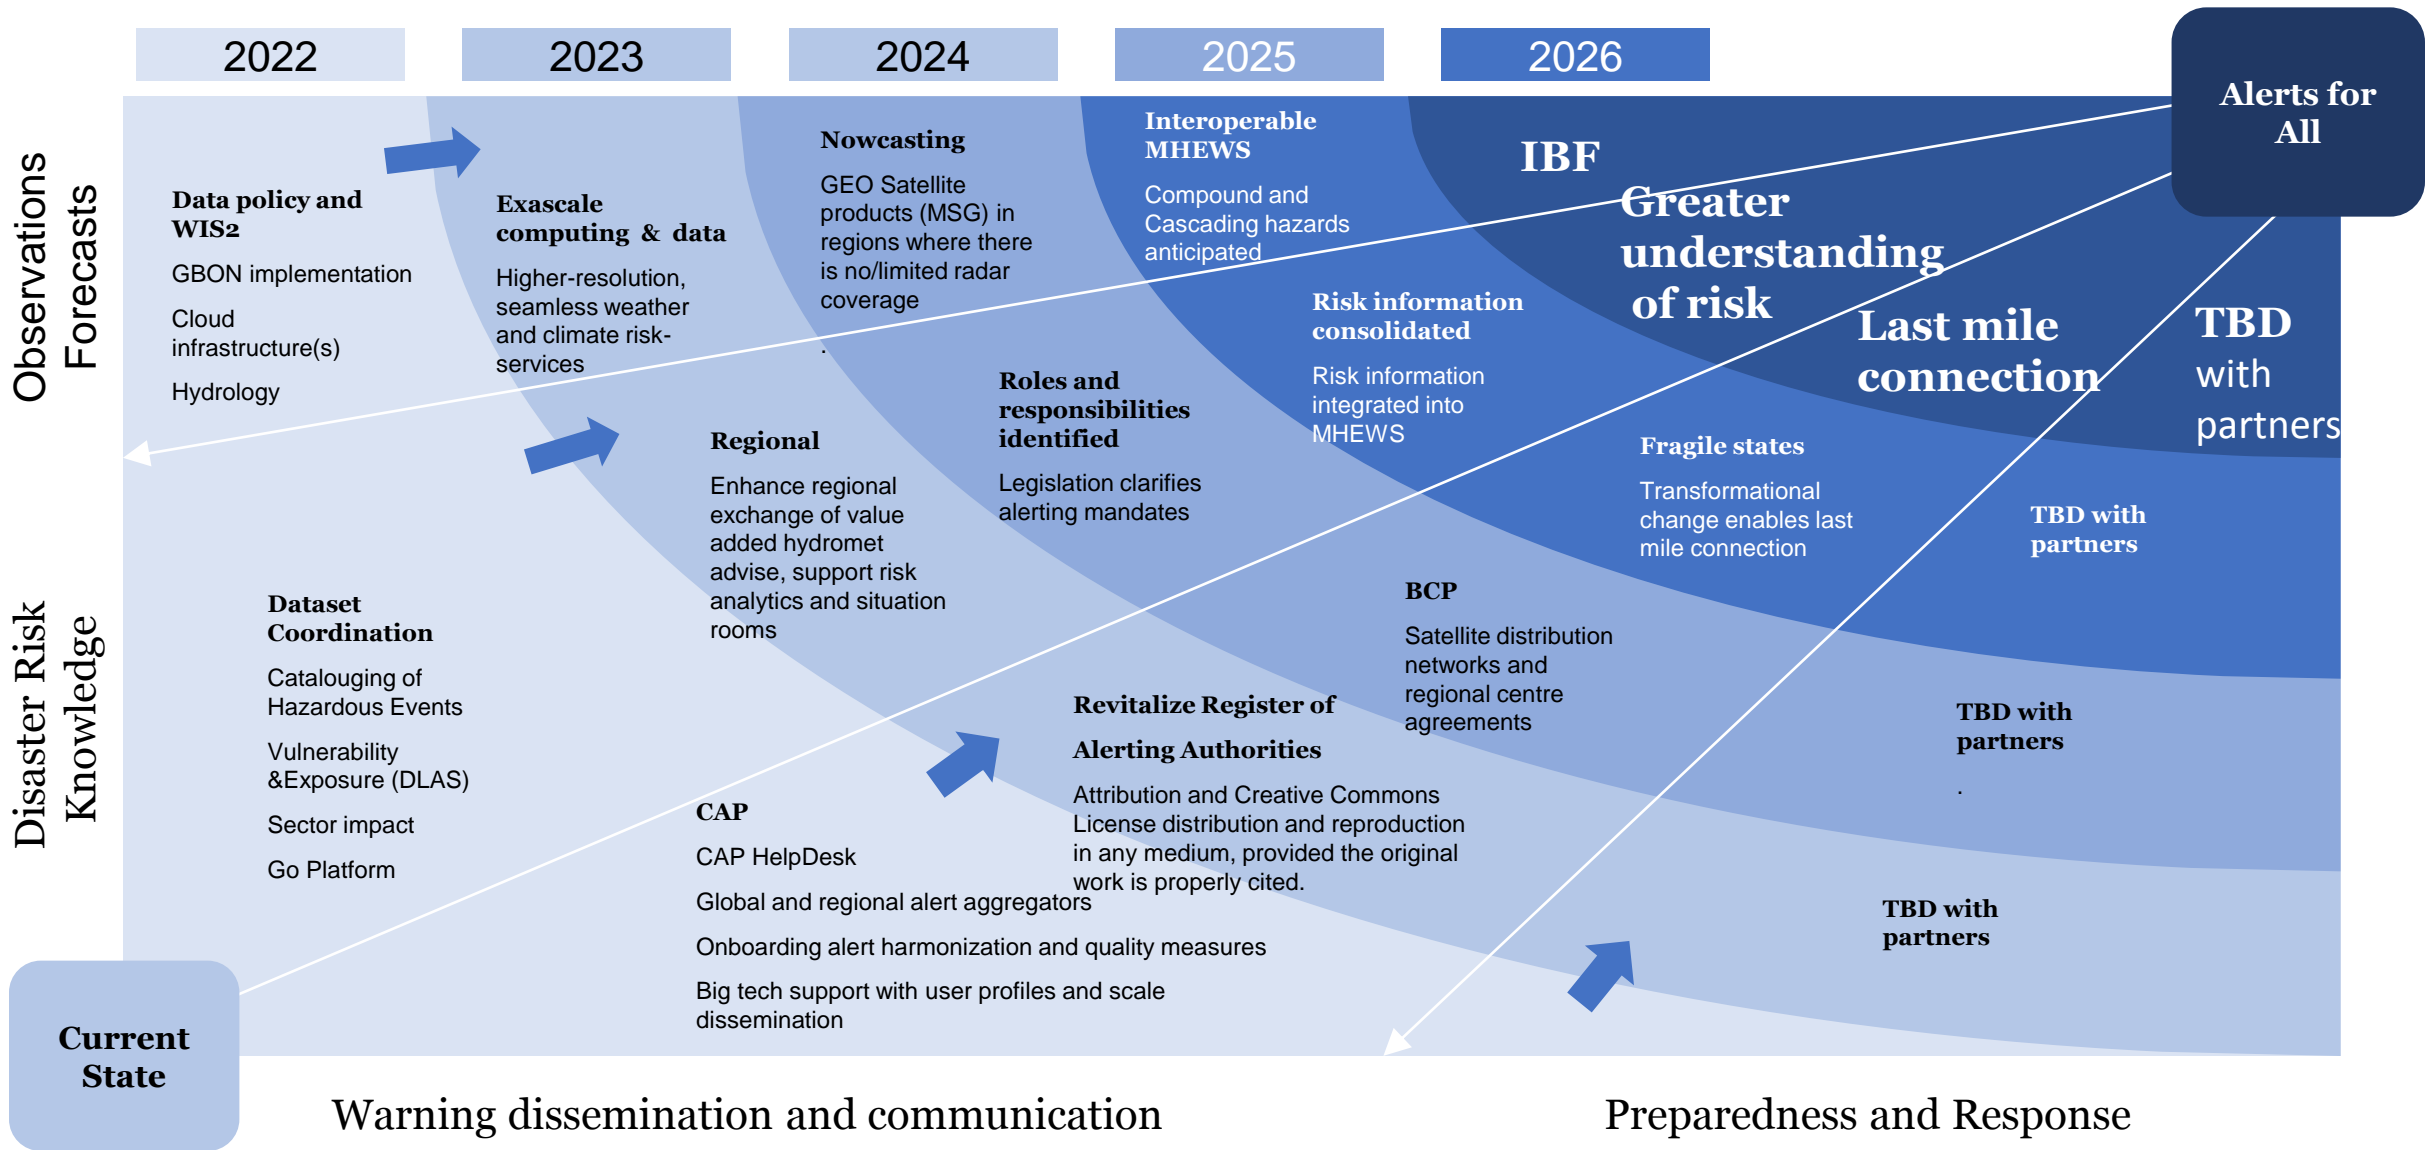 2022
2023
2024
2025
2026
Alerts for
All
Observations
Forecasts
Data policy and
WIS2
GBON implementation
Cloud
infrastructure(s)
Hydrology
Exascale
computing & data
Higher-resolution,
seamless weather
and climate risk-
services
Nowcasting
GEO Satellite
products (MSG) in
regions where there
is no/limited radar
coverage
.
Interoperable
MHEWS
Compound and
Cascading hazards
anticipated
IBF
Greater
understanding
of risk
Last mile
connection
TBD
with
partners
Disaster Risk
Knowledge
Dataset
Coordination
Catalouging of
Hazardous Events
Vulnerability
&Exposure (DLAS)
Sector impact
Go Platform
Regional
Enhance regional
exchange of value
added hydromet
advise, support risk
analytics and situation
rooms
Roles and
responsibilities
identified
Legislation clarifies
alerting mandates
Risk information
consolidated
Risk information
integrated into
MHEWS
Fragile states
Transformational
change enables last
mile connection
TBD with
partners
CAP
CAP HelpDesk
Global and regional alert aggregators
Onboarding alert harmonization and quality measures
Big tech support with user profiles and scale
dissemination
Revitalize Register of
Alerting Authorities
Attribution and Creative Commons
License distribution and reproduction
in any medium, provided the original
work is properly cited.
BCP
Satellite distribution
networks and
regional centre
agreements
TBD with
partners
.
TBD with
partners
Current
State
Warning dissemination and communication
Preparedness and Response